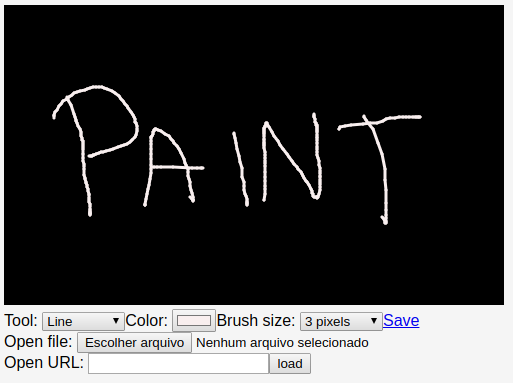 PAINT
Tool: Line Color: Brush size: 3 pixels Save
Open file: Escolher arquivo Nenhum arquivo selecionado
Open URL: load